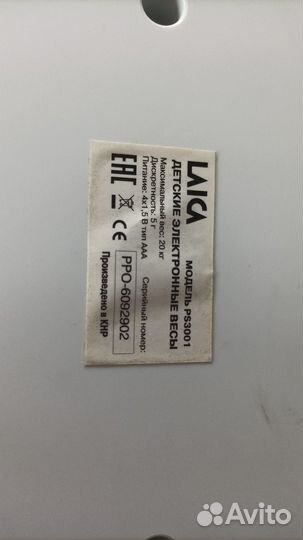 LAICA
ДЕТСКИЕ ЭЛЕКТРОННЫЕ ВЕСЫ
МОДЕЛЬ PS3001
Максимальный вес: 20 кг
Дискретность: 5 г
Питание: 4x1,5 В тип ААА
Серийный номер:
EAC
CE
PPO-6092902
Произведено в КНР
Avito